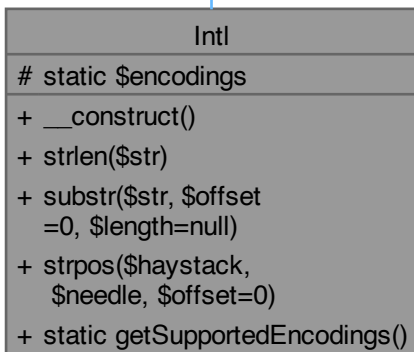 Intl
# static $encodings
+ __construct()
+ strlen($str)
+ substr($str, $offset
=0, $length=null)
+ strpos($haystack,
$needle, $offset=0)
+ static getSupportedEncodings()